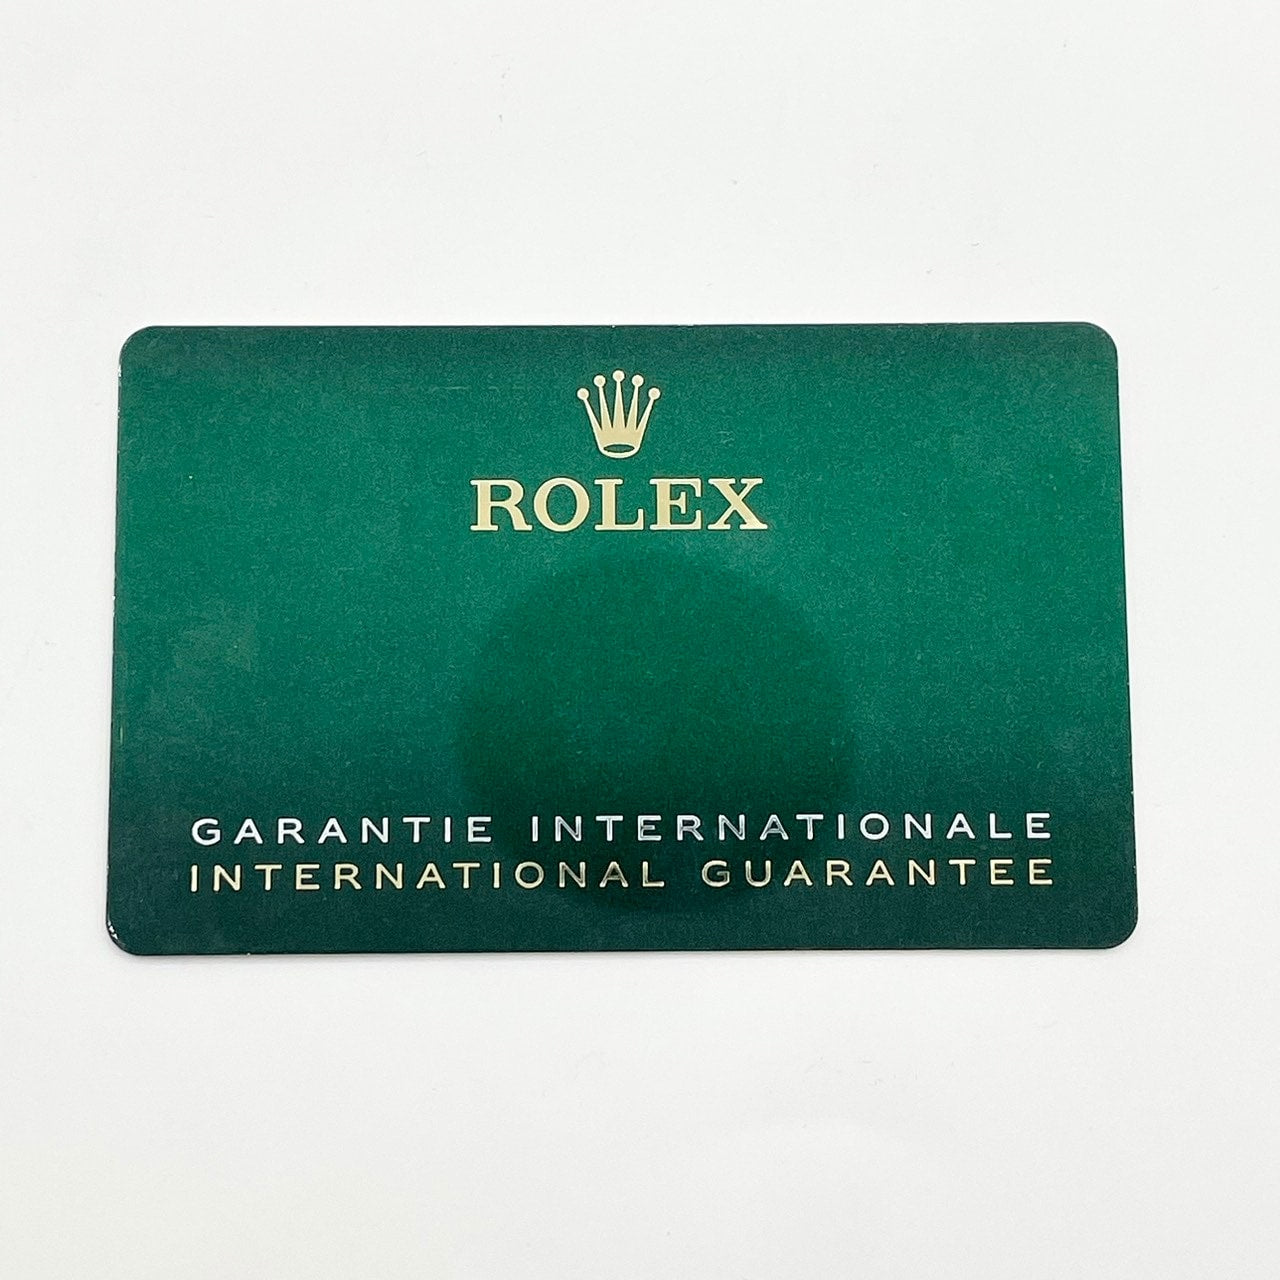 ROLEX
GARANTIE INTERNATIONALE
INTERNATIONAL GUARANTEE